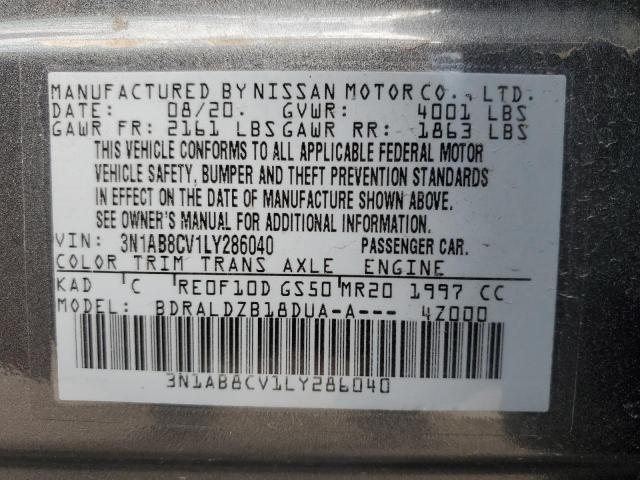 MANUFACTURED BY NISSAN MOTOR CO., LTD.
DATE: 08/20. GVWR: 4001 LBS
GAWR FR: 2161 LBS GAWR RR: 1863 LBS
THIS VEHICLE CONFORMS TO ALL APPLICABLE FEDERAL MOTOR
VEHICLE SAFETY, BUMPER AND THEFT PREVENTION STANDARDS
IN EFFECT ON THE DATE OF MANUFACTURE SHOWN ABOVE.
SEE OWNER'S MANUAL FOR ADDITIONAL INFORMATION.
VIN: 3N1AB8CV1LY286040 PASSENGER CAR.
COLOR TRIM TRANS AXLE ENGINE
KAD C RE0F10D GS50 MR20 1997 CC
MODEL: BDRALDZB18DUA-A--- 4Z000
3N1AB8CV1LY286040